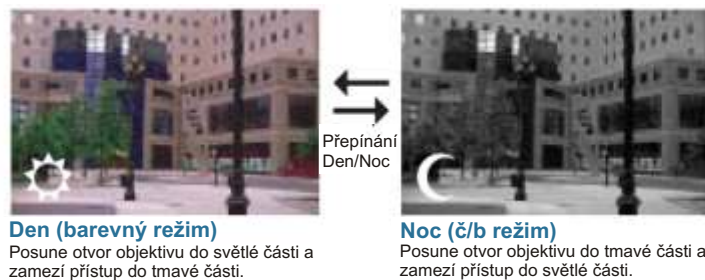 Přepínání
Den/Noc
Den (barevný režim)
Posune otvor objektivu do světlé části a
zamezí přístup do tmavé části.
Noc (č/b režim)
Posune otvor objektivu do tmavé části a
zamezí přístup do světlé části.